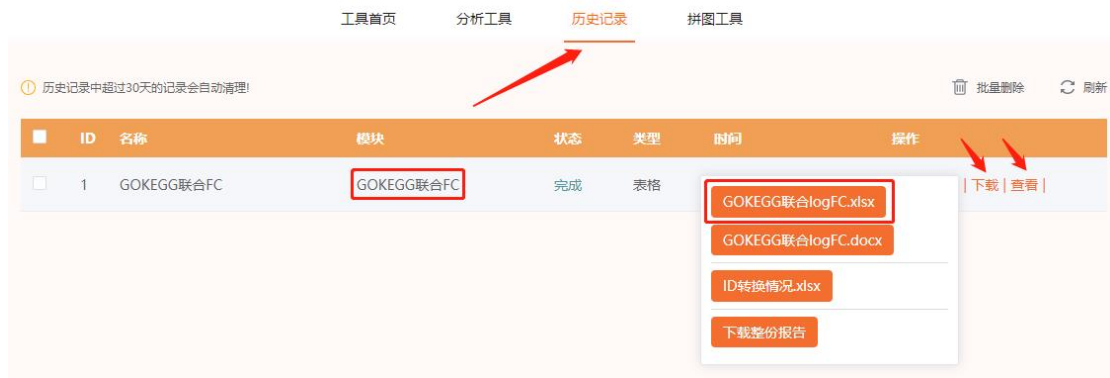 工具首页 分析工具 历史记录 拼图工具
历史记录中超过30天的记录会自动清理! 批量删除 刷新
ID 名称 模块 状态 类型 时间 操作
1 GOKEGG联合FC GOKEGG联合FC 完成 表格 | 下载 | 查看 |
GOKEGG联合logFC.xlsx
GOKEGG联合logFC.docx
ID转换情况.xlsx
下载整份报告